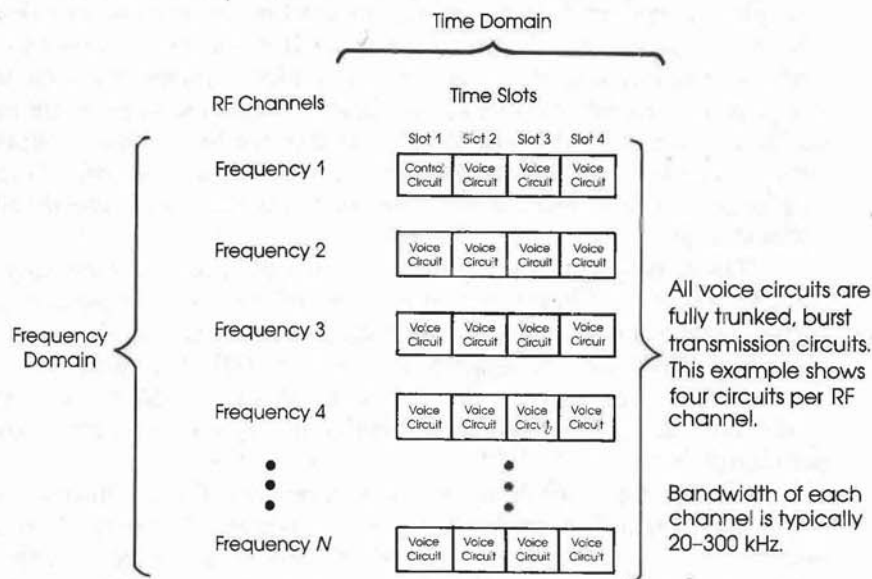 Time Domain
RF Channels Time Slots
Slot 1 Slot 2 Slot 3 Slot 4
Frequency 1
Control Circuit Voice Circuit Voice Circuit Voice Circuit
Frequency 2
Voice Circuit Voice Circuit Voice Circuit Voice Circuit
Frequency 3
Voice Circuit Voice Circuit Voice Circuit Voice Circuit
Frequency 4
Voice Circuit Voice Circuit Voice Circuit Voice Circuit
Frequency N
Voice Circuit Voice Circuit Voice Circuit Voice Circuit
Frequency
Domain
All voice circuits are
fully trunked, burst
transmission circuits.
This example shows
four circuits per RF
channel.
Bandwidth of each
channel is typically
20–300 kHz.